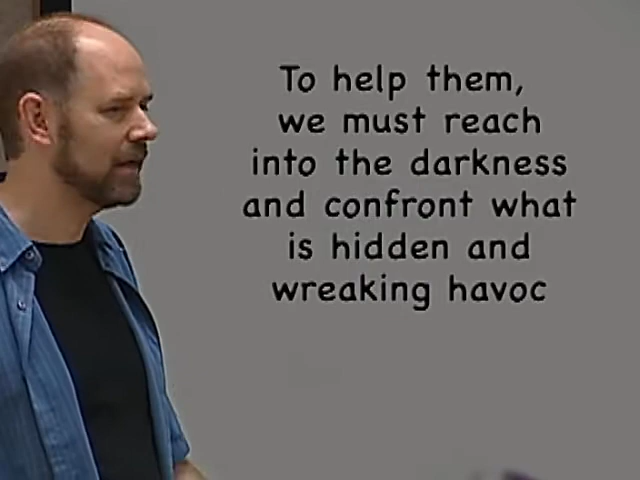 To help them,
we must reach
into the darkness
and confront what
is hidden and
wreaking havoc